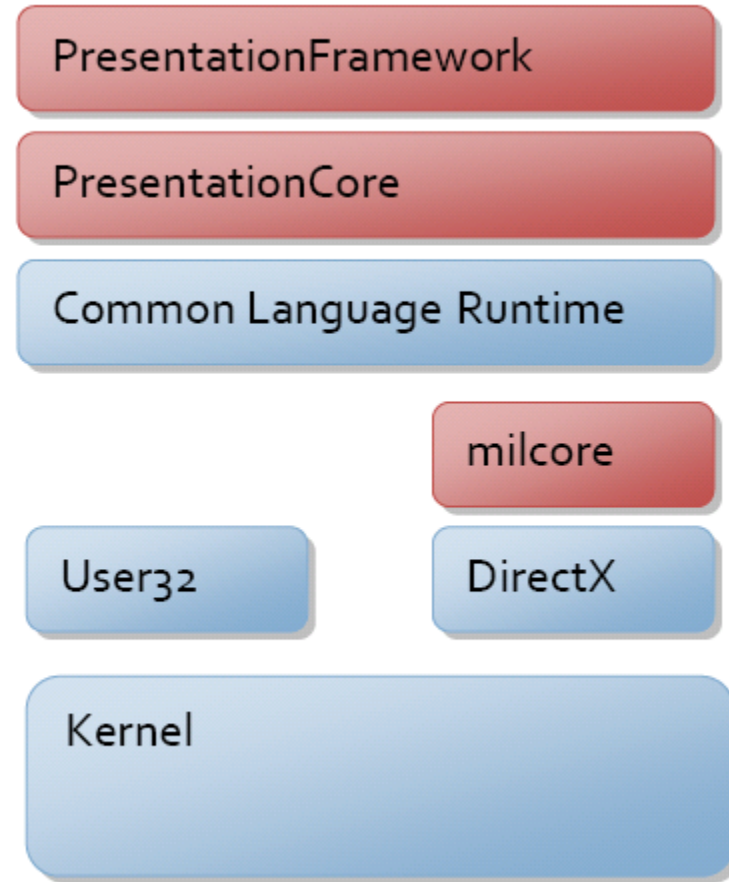 PresentationFramework
PresentationCore
Common Language Runtime
milcore
User32
DirectX
Kernel